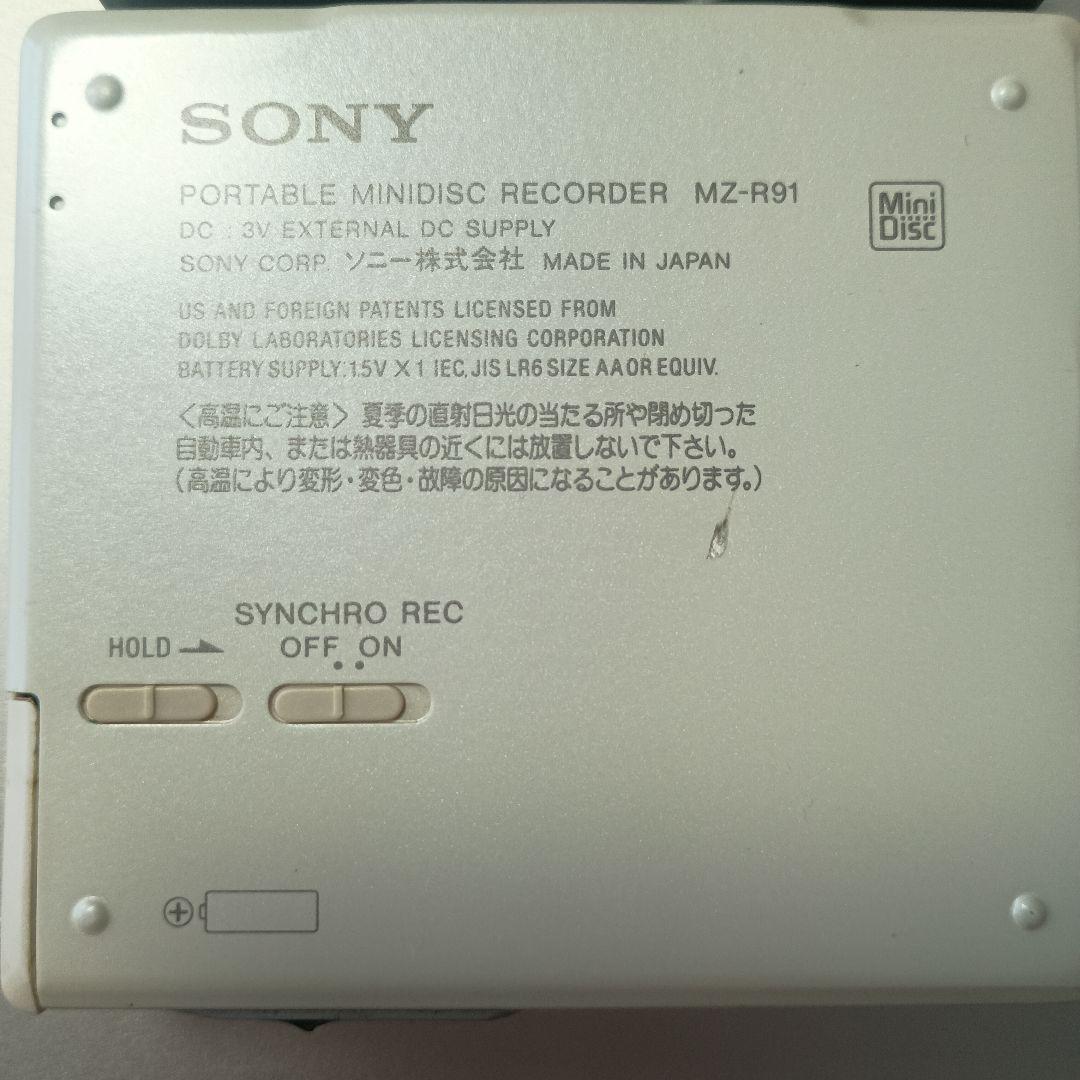 SONY
PORTABLE MINIDISC RECORDER MZ-R91
Mini Disc
DC 3V EXTERNAL DC SUPPLY
SONY CORP. ソニー株式会社 MADE IN JAPAN
US AND FOREIGN PATENTS LICENSED FROM
DOLBY LABORATORIES LICENSING CORPORATION
BATTERY SUPPLY:1.5V X 1 IEC,JIS LR6 SIZE AA OR EQUIV.
〈高温にご注意〉夏季の直射日光の当たる所や閉め切った
自動車内、または熱器具の近くには放置しないで下さい。
(高温により変形・変色・故障の原因になることがあります。)
SYNCHRO REC
HOLD OFF ON